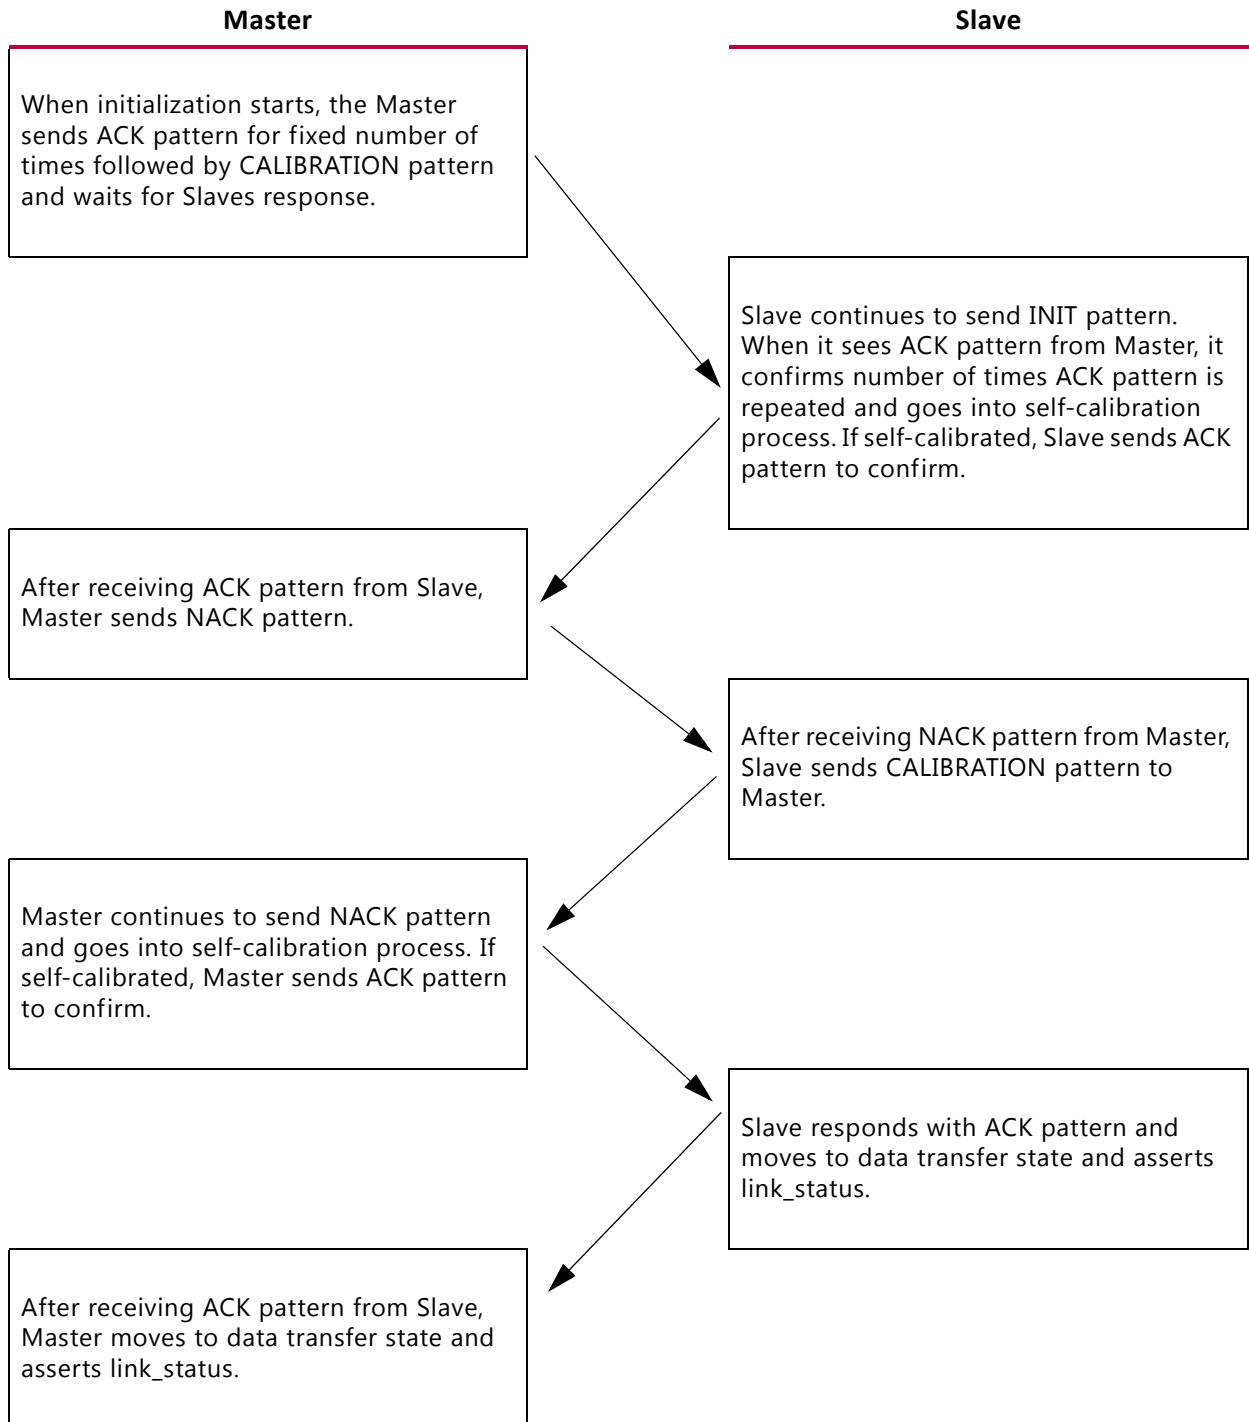 Master
Slave
When initialization starts, the Master
sends ACK pattern for fixed number of
times followed by CALIBRATION pattern
and waits for Slaves response.
Slave continues to send INIT pattern.
When it sees ACK pattern from Master, it
confirms number of times ACK pattern is
repeated and goes into self-calibration
process. If self-calibrated, Slave sends ACK
pattern to confirm.
After receiving ACK pattern from Slave,
Master sends NACK pattern.
After receiving NACK pattern from Master,
Slave sends CALIBRATION pattern to
Master.
Master continues to send NACK pattern
and goes into self-calibration process. If
self-calibrated, Master sends ACK pattern
to confirm.
Slave responds with ACK pattern and
moves to data transfer state and asserts
link_status.
After receiving ACK pattern from Slave,
Master moves to data transfer state and
asserts link_status.